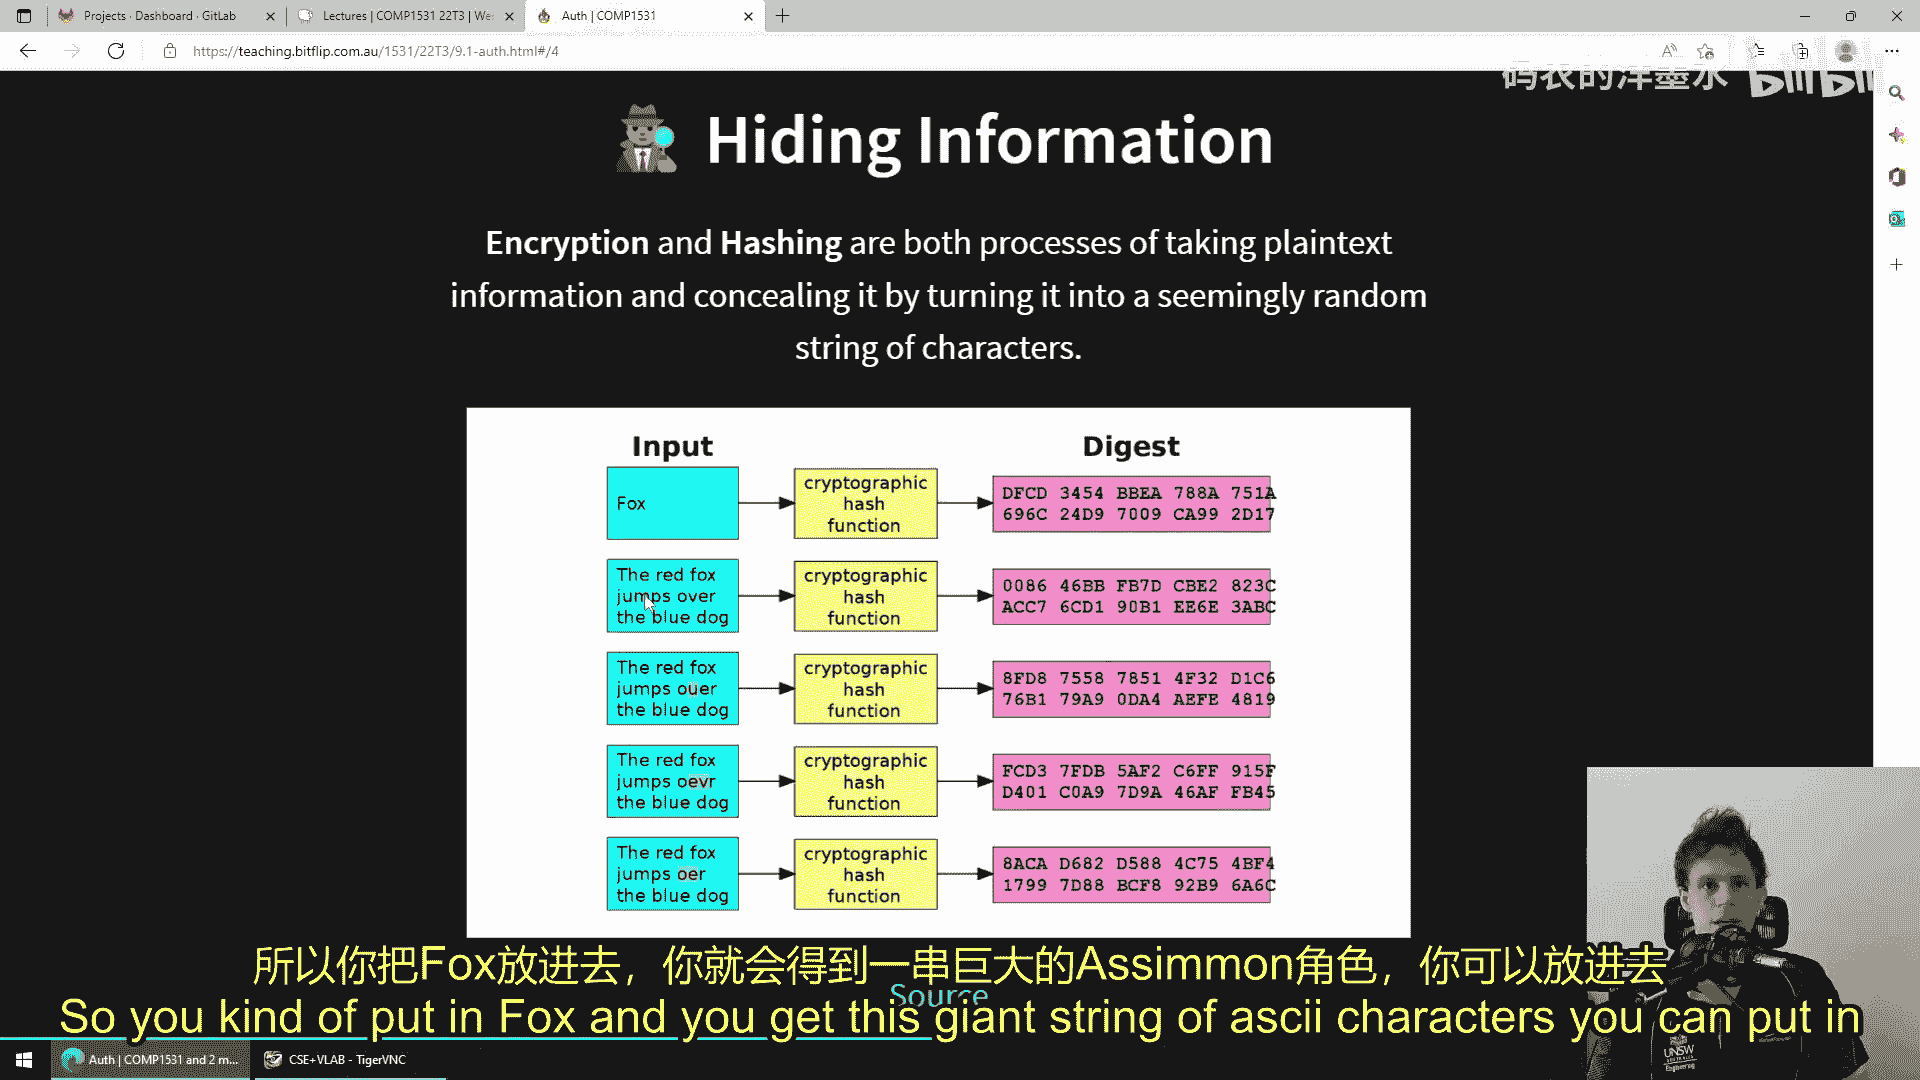 Projects · Dashboard · GitLab
Lectures | COMP1531 22T3 | We
Auth | COMP1531
https://teaching.bitflip.com.au/1531/22T3/9.1-auth.html#/4
码农的洋墨水 bilibili
Hiding Information
Encryption and Hashing are both processes of taking plaintext
information and concealing it by turning it into a seemingly random
string of characters.
Input
Digest
Fox
cryptographic
hash
function
DFCD 3454 BBEA 788A 751A
696C 24D9 7009 CA99 2D17
The red fox
jumps over
the blue dog
cryptographic
hash
function
0086 46BB FB7D CBE2 823C
ACC7 6CD1 90B1 EE6E 3ABC
The red fox
jumps ouer
the blue dog
cryptographic
hash
function
8FD8 7558 7851 4F32 D1C6
76B1 79A9 0DA4 AEFE 4819
The red fox
jumps oevr
the blue dog
cryptographic
hash
function
FCD3 7FDB 5AF2 C6FF 915F
D401 C0A9 7D9A 46AF FB45
The red fox
jumps oer
the blue dog
cryptographic
hash
function
8ACA D682 D588 4C75 4BF4
1799 7D88 BCF8 92B9 6A6C
所以你把Fox放进去，你就会得到一串巨大的Assimmon角色，你可以放进去
Source
So you kind of put in Fox and you get this giant string of ascii characters you can put in
UNSW
Engineering
Auth | COMP1531 and 2 m...
CSE+VLAB - TigerVNC